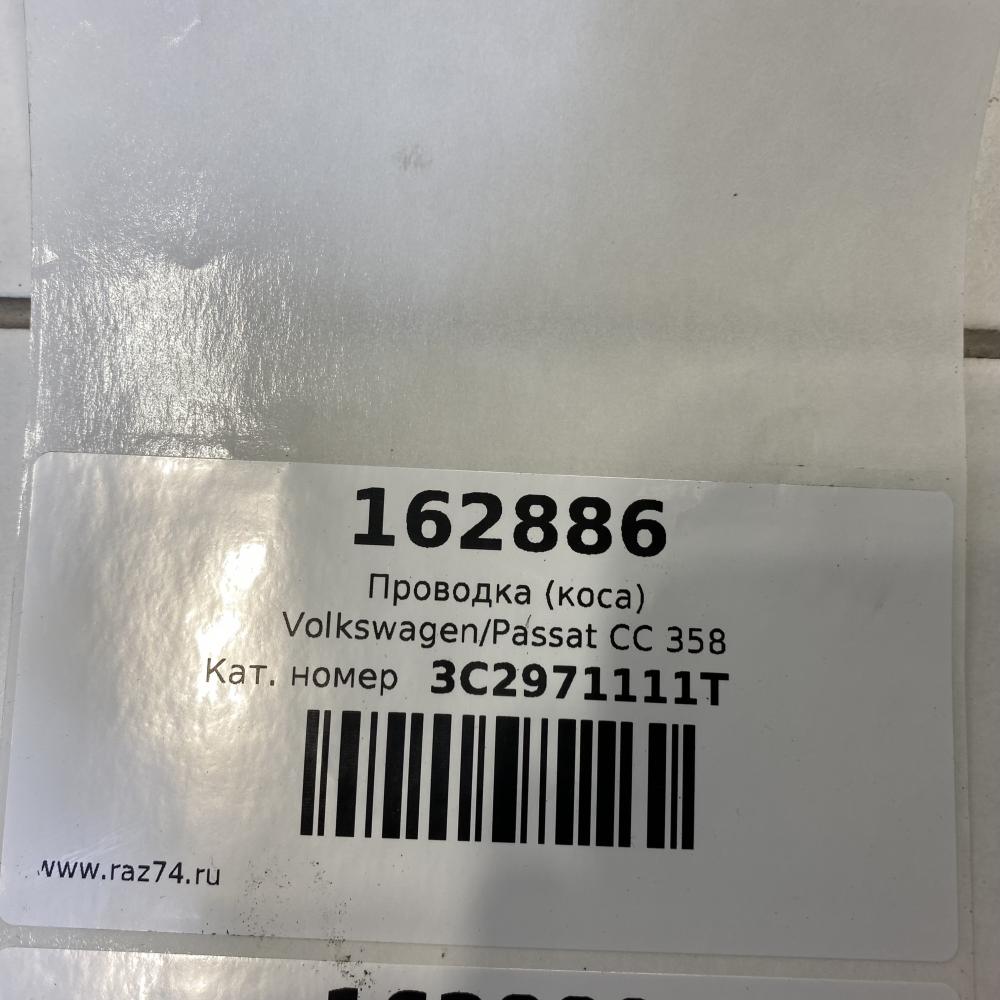 162886
Проводка (коса)
Volkswagen/Passat CC 358
Кат. номер 3C2971111T
www.raz74.ru